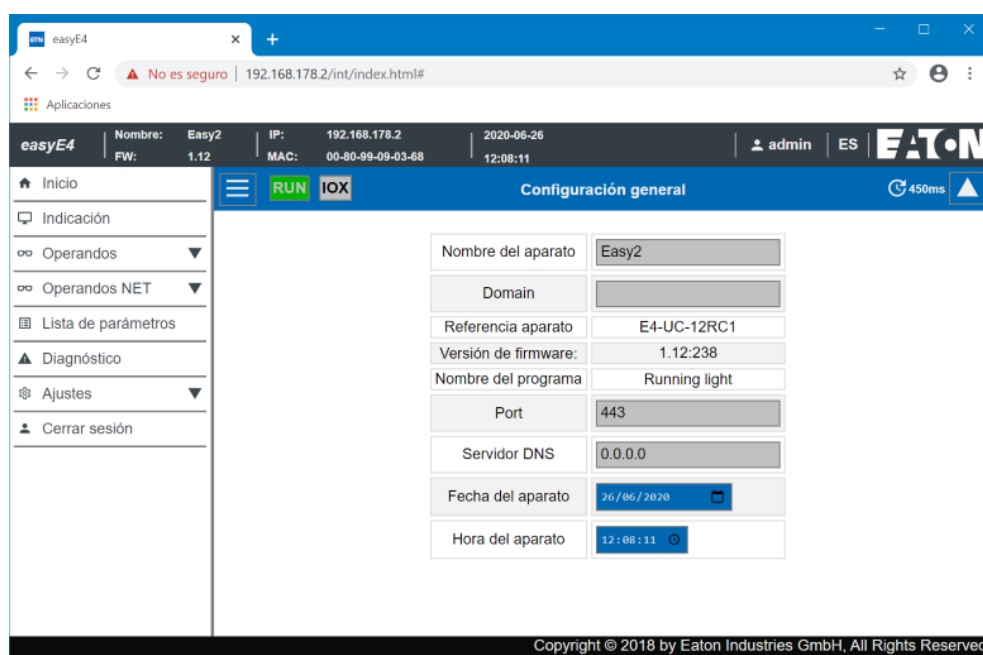 ETN easyE4
No es seguro | 192.168.178.2/int/index.html#
Aplicaciones
easyE4 Nombre: Easy2 IP: 192.168.178.2 2020-06-26 admin ES EATON
FW: 1.12 MAC: 00-80-99-09-03-68 12:08:11
Inicio
RUN IOX Configuración general 450ms
Indicación
Operandos
Operandos NET
Lista de parámetros
Diagnóstico
Ajustes
Cerrar sesión
Nombre del aparato Easy2
Domain
Referencia aparato E4-UC-12RC1
Versión de firmware: 1.12:238
Nombre del programa Running light
Port 443
Servidor DNS 0.0.0.0
Fecha del aparato 26/06/2020
Hora del aparato 12:08:11
Copyright © 2018 by Eaton Industries GmbH, All Rights Reserved